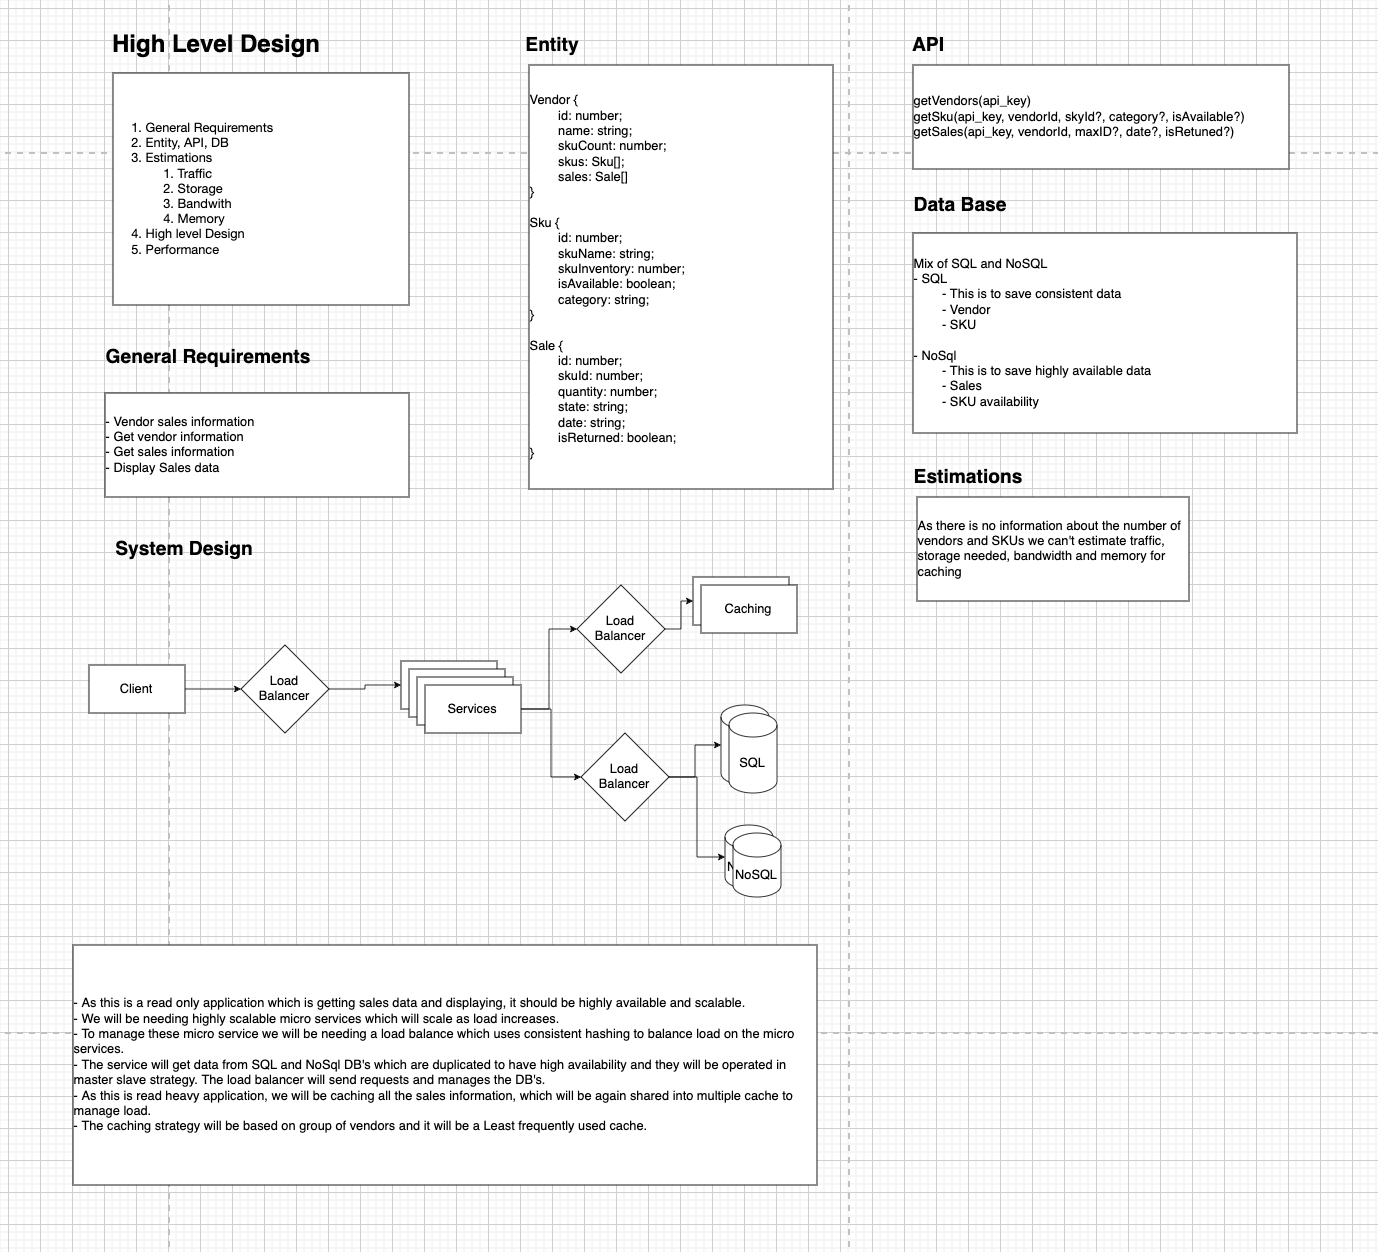 High Level Design
1. General Requirements
2. Entity, API, DB
3. Estimations
1. Traffic
2. Storage
3. Bandwith
4. Memory
4. High level Design
5. Performance
General Requirements
- Vendor sales information
- Get vendor information
- Get sales information
- Display Sales data
Entity
Vendor {
id: number;
name: string;
skuCount: number;
skus: Sku[];
sales: Sale[]
}
Sku {
id: number;
skuName: string;
skuInventory: number;
isAvailable: boolean;
category: string;
}
Sale {
id: number;
skuId: number;
quantity: number;
state: string;
date: string;
isReturned: boolean;
}
API
getVendors(api_key)
getSku(api_key, vendorId, skyId?, category?, isAvailable?)
getSales(api_key, vendorId, maxID?, date?, isRetuned?)
Data Base
Mix of SQL and NoSQL
- SQL
- This is to save consistent data
- Vendor
- SKU
- NoSql
- This is to save highly available data
- Sales
- SKU availability
Estimations
As there is no information about the number of
vendors and SKUs we can't estimate traffic,
storage needed, bandwidth and memory for
caching
System Design
Client
Load
Balancer
Services
Load
Balancer
Caching
Load
Balancer
SQL
NoSQL
- As this is a read only application which is getting sales data and displaying, it should be highly available and scalable.
- We will be needing highly scalable micro services which will scale as load increases.
- To manage these micro service we will be needing a load balance which uses consistent hashing to balance load on the micro
services.
- The service will get data from SQL and NoSql DB's which are duplicated to have high availability and they will be operated in
master slave strategy. The load balancer will send requests and manages the DB's.
- As this is read heavy application, we will be caching all the sales information, which will be again shared into multiple cache to
manage load.
- The caching strategy will be based on group of vendors and it will be a Least frequently used cache.